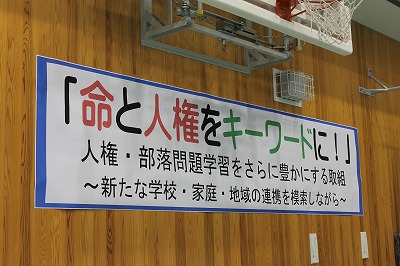 「命と人権をキーワードに！」
人権・部落問題学習をさらに豊かにする取組
～新たな学校・家庭・地域の連携を模索しながら～